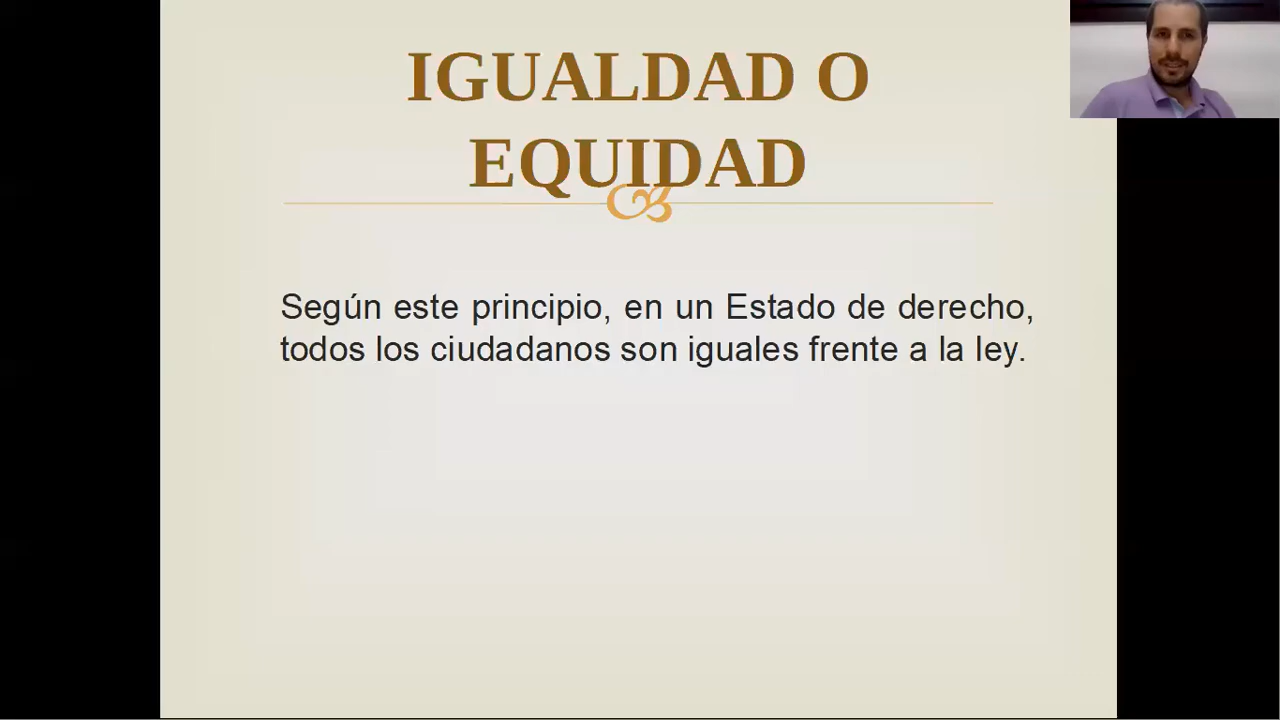 IGUALDAD O
EQUIDAD
Según este principio, en un Estado de derecho,
todos los ciudadanos son iguales frente a la ley.